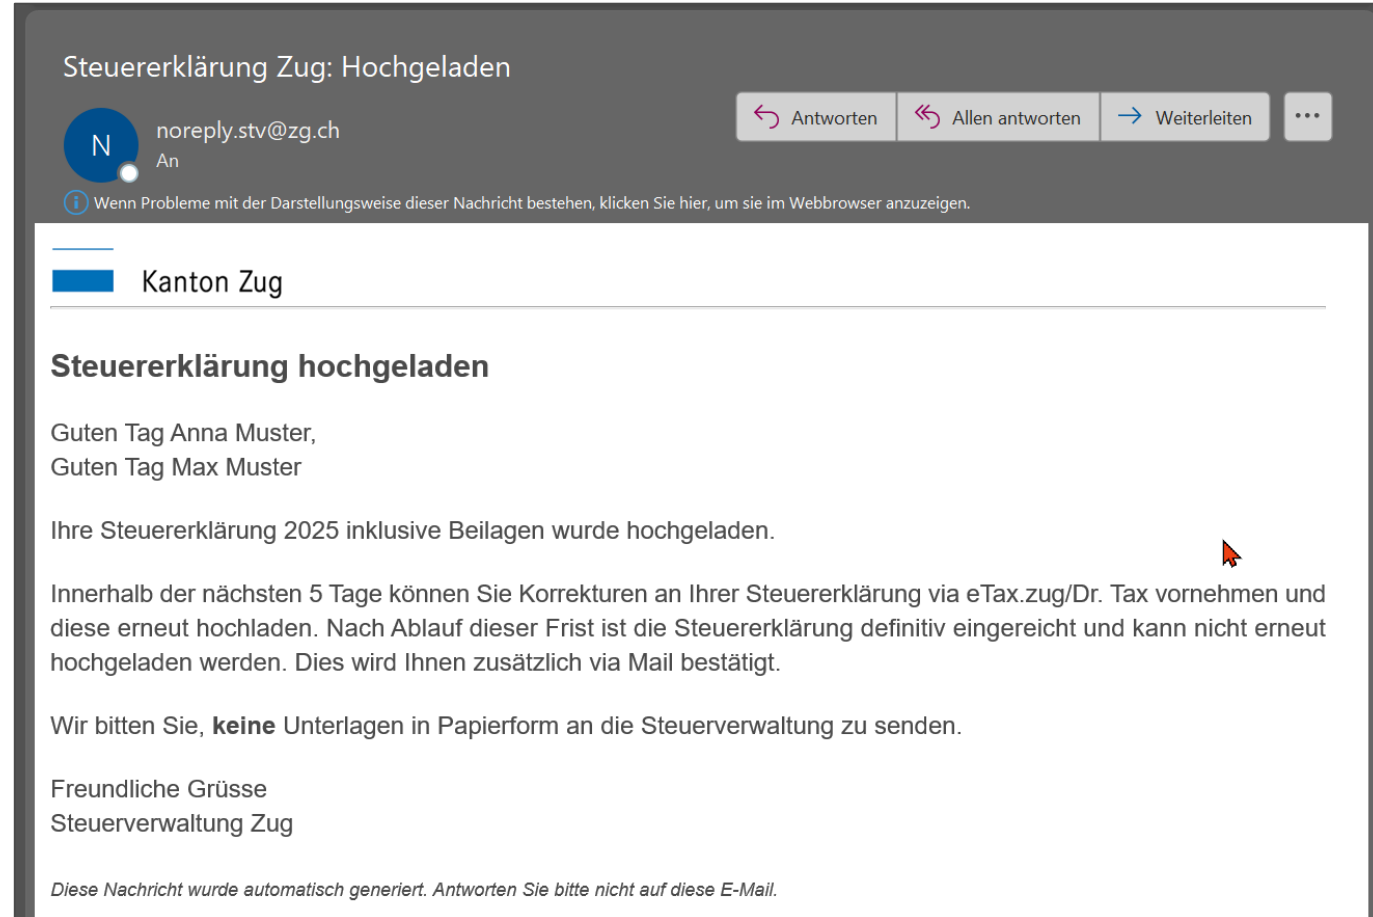 Steuererklärung Zug: Hochgeladen
N
noreply.stv@zg.ch
An
Antworten
Allen antworten
Weiterleiten
Wenn Probleme mit der Darstellungsweise dieser Nachricht bestehen, klicken Sie hier, um sie im Webbrowser anzuzeigen.
Kanton Zug
Steuererklärung hochgeladen
Guten Tag Anna Muster,
Guten Tag Max Muster
Ihre Steuererklärung 2025 inklusive Beilagen wurde hochgeladen.
Innerhalb der nächsten 5 Tage können Sie Korrekturen an Ihrer Steuererklärung via eTax.zug/Dr. Tax vornehmen und
diese erneut hochladen. Nach Ablauf dieser Frist ist die Steuererklärung definitiv eingereicht und kann nicht erneut
hochgeladen werden. Dies wird Ihnen zusätzlich via Mail bestätigt.
Wir bitten Sie, keine Unterlagen in Papierform an die Steuerverwaltung zu senden.
Freundliche Grüsse
Steuerverwaltung Zug
Diese Nachricht wurde automatisch generiert. Antworten Sie bitte nicht auf diese E-Mail.